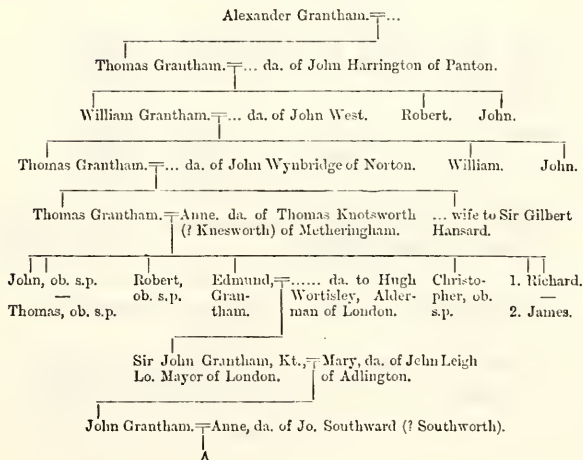 Alexander Grantham.=...
Thomas Grantham.=... da. of John Harrington of Panton.
William Grantham.=... da. of John West. Robert. John.
Thomas Grantham.=... da. of John Wynbridge of Norton. William. John.
Thomas Grantham.=Anne. da. of Thomas Knotsworth ... wife to Sir Gilbert
(? Knesworth) of Metheringham. Hansard.
John, ob. s.p. Robert, Edmund,=...... da. to Hugh Christo- 1. Richard.
— ob. s.p. Gran- Wortisley, Alder- pher, ob. —
Thomas, ob. s.p. tham. man of London. s.p. 2. James.
Sir John Grantham, Kt.,=Mary, da. of John Leigh
Lo. Mayor of London. of Adlington.
John Grantham.=Anne, da. of Jo. Southward (? Southworth).
A